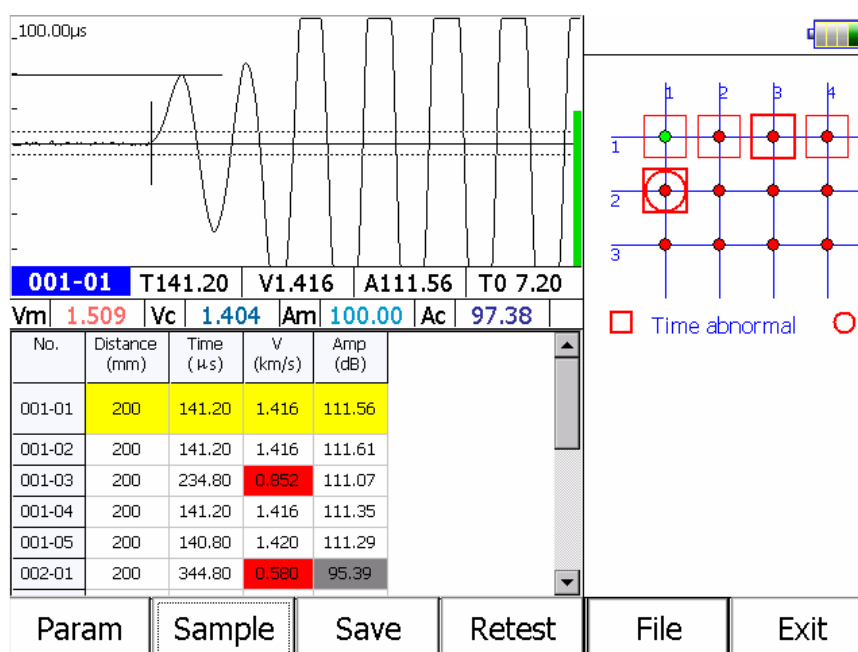 100.00µs
001-01 T141.20 V1.416 A111.56 T0 7.20
Vm 1.509 Vc 1.404 Am 100.00 Ac 97.38
No. Distance (mm) Time (µs) V (km/s) Amp (dB)
001-01 200 141.20 1.416 111.56
001-02 200 141.20 1.416 111.61
001-03 200 234.80 0.852 111.07
001-04 200 141.20 1.416 111.35
001-05 200 140.80 1.420 111.29
002-01 200 344.80 0.580 95.39
1 2 3 4
1
2
3
Time abnormal
Param Sample Save Retest File Exit